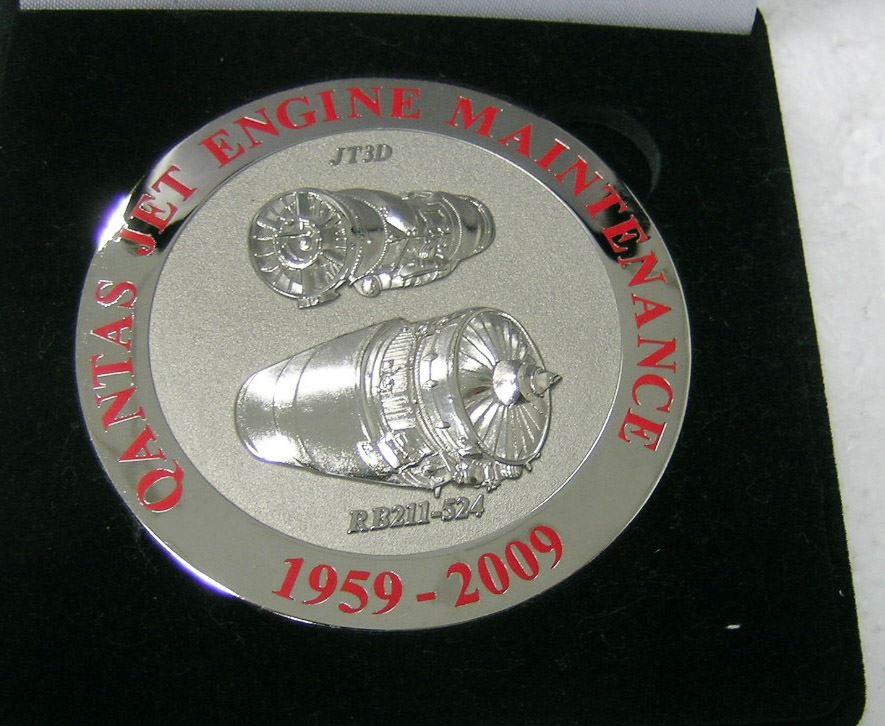 QANTAS JET ENGINE MAINTENANCE
JT3D
RB211-524
1959 - 2009